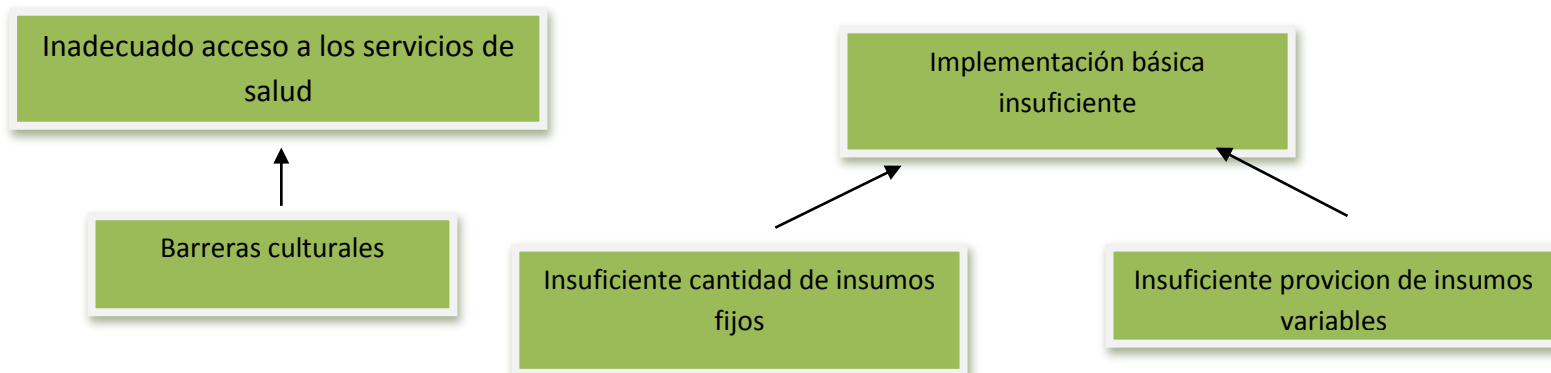 Inadecuado acceso a los servicios de
salud
Implementación básica
insuficiente
Barreras culturales
Insuficiente cantidad de insumos
fijos
Insuficiente provicion de insumos
variables